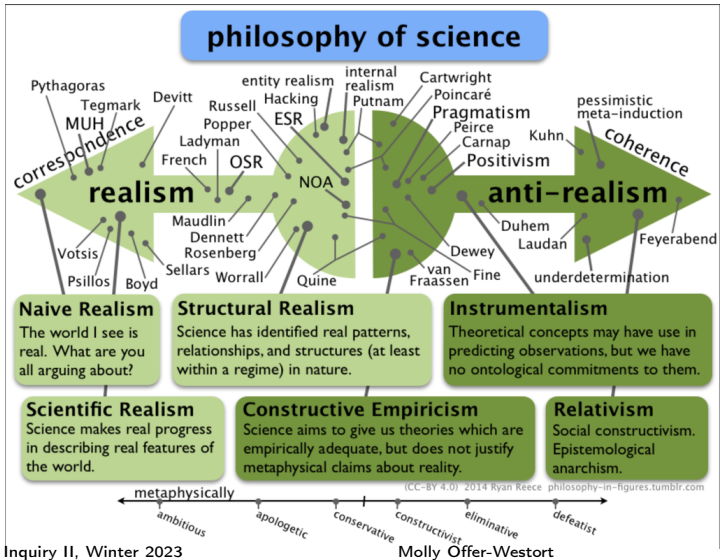 philosophy of science
Pythagoras
Tegmark
MUH
Devitt
correspondence
realism
entity realism
Hacking
Russell
ESR
Popper
Ladyman
French
OSR
NOA
internal
realism
Putnam
Cartwright
Poincaré
Pragmatism
Peirce
Carnap
Positivism
pessimistic
meta-induction
Kuhn
coherence
anti-realism
Votsis
Psillos
Boyd
Sellars
Maudlin
Dennett
Rosenberg
Worrall
Quine
van
Fraassen
Fine
Dewey
Duhem
Laudan
Feyerabend
underdetermination
Naive Realism
The world I see is
real. What are you
all arguing about?
Structural Realism
Science has identified real patterns,
relationships, and structures (at least
within a regime) in nature.
Instrumentalism
Theoretical concepts may have use in
predicting observations, but we have
no ontological commitments to them.
Scientific Realism
Science makes real progress
in describing real features of
the world.
Constructive Empiricism
Science aims to give us theories which are
empirically adequate, but does not justify
metaphysical claims about reality.
Relativism
Social constructivism.
Epistemological
anarchism.
(CC-BY 4.0) 2014 Ryan Reece philosophy-in-figures.tumblr.com
metaphysically
ambitious
apologetic
conservative
constructivist
eliminative
defeatist
Inquiry II, Winter 2023
Molly Offer-Westort